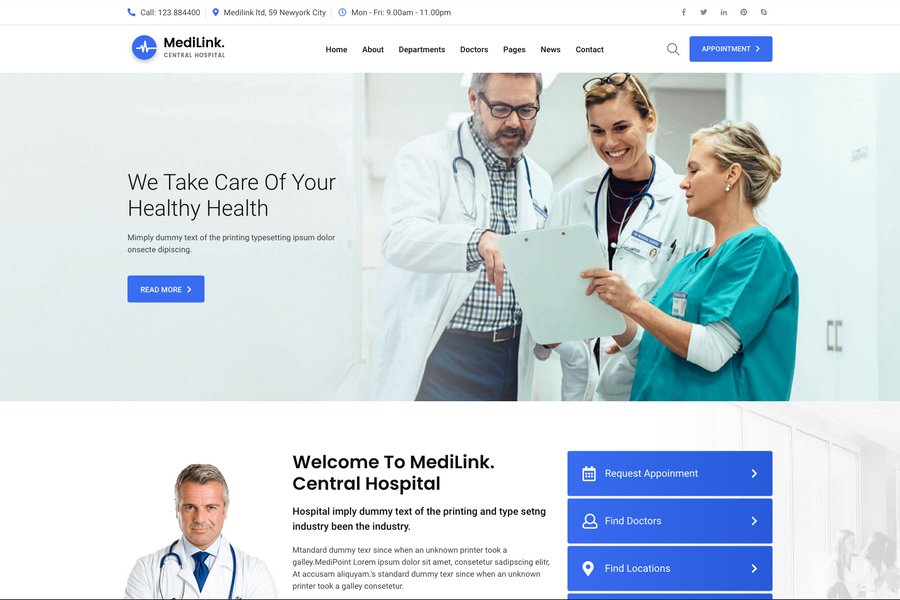 Call: 123 884400
Medilink ltd, 59 Newyork City
Mon - Fri: 9.00am - 11.00pm
MediLink.
CENTRAL HOSPITAL
Home
About
Departments
Doctors
Pages
News
Contact
APPOINTMENT
We Take Care Of Your
Healthy Health
Mimply dummy text of the printing typesetting ipsum dolor
onsecte dipiscing.
READ MORE
Welcome To MediLink.
Central Hospital
Hospital imply dummy text of the printing and type setng
industry been the industry.
Mtandard dummy texr since when an unknown printer took a
galley.MediPoint Lorem ipsum dolor sit amet, consetetur sadipscing elitr,
At accusam aliquyam.'s standard dummy texr since when an unknown
printer took a galley consetetur.
Request Appoinment
Find Doctors
Find Locations